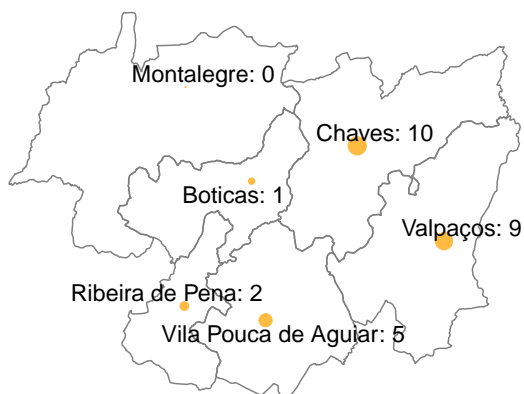 Montalegre: 0
Chaves: 10
Boticas: 1
Valpaços: 9
Ribeira de Pena: 2
Vila Pouca de Aguiar: 5